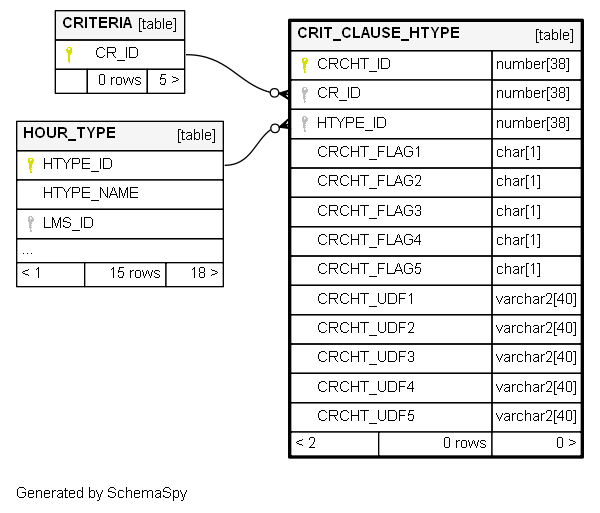 CRITERIA [table]
CR_ID
0 rows 5 >
HOUR_TYPE [table]
HTYPE_ID
HTYPE_NAME
LMS_ID
...
< 1 15 rows 18 >
CRIT_CLAUSE_HTYPE [table]
CRCHT_ID number[38]
CR_ID number[38]
HTYPE_ID number[38]
CRCHT_FLAG1 char[1]
CRCHT_FLAG2 char[1]
CRCHT_FLAG3 char[1]
CRCHT_FLAG4 char[1]
CRCHT_FLAG5 char[1]
CRCHT_UDF1 varchar2[40]
CRCHT_UDF2 varchar2[40]
CRCHT_UDF3 varchar2[40]
CRCHT_UDF4 varchar2[40]
CRCHT_UDF5 varchar2[40]
< 2 0 rows 0 >
Generated by SchemaSpy